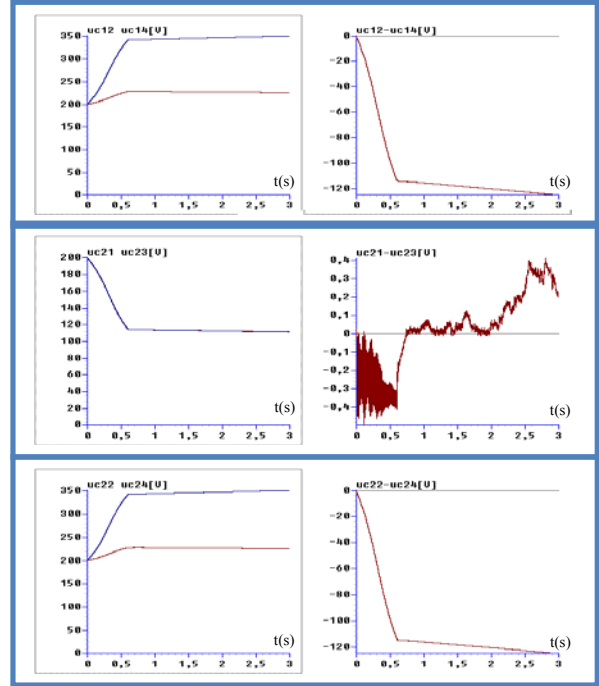 uc12 uc14[V]
350
300
250
200
150
100
50
0
0 0,5 1 1,5 2 2,5 3
t(s)
uc12-uc14[V]
0
-20
-40
-60
-80
-100
-120
0 0,5 1 1,5 2 2,5 3
t(s)
uc21 uc23[V]
200
180
160
140
120
100
80
60
40
20
0
0 0,5 1 1,5 2 2,5 3
t(s)
uc21-uc23[V]
0,4
0,3
0,2
0,1
0
-0,1
-0,2
-0,3
-0,4
0 0,5 1 1,5 2 2,5 3
t(s)
uc22 uc24[V]
350
300
250
200
150
100
50
0
0 0,5 1 1,5 2 2,5 3
t(s)
uc22-uc24[V]
0
-20
-40
-60
-80
-100
-120
0 0,5 1 1,5 2 2,5 3
t(s)